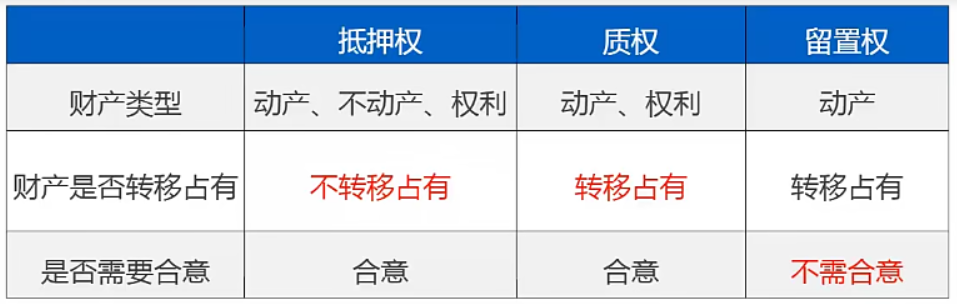 抵押权 质权 留置权
财产类型 动产、不动产、权利 动产、权利 动产
财产是否转移占有 不转移占有 转移占有 转移占有
是否需要合意 合意 合意 不需合意